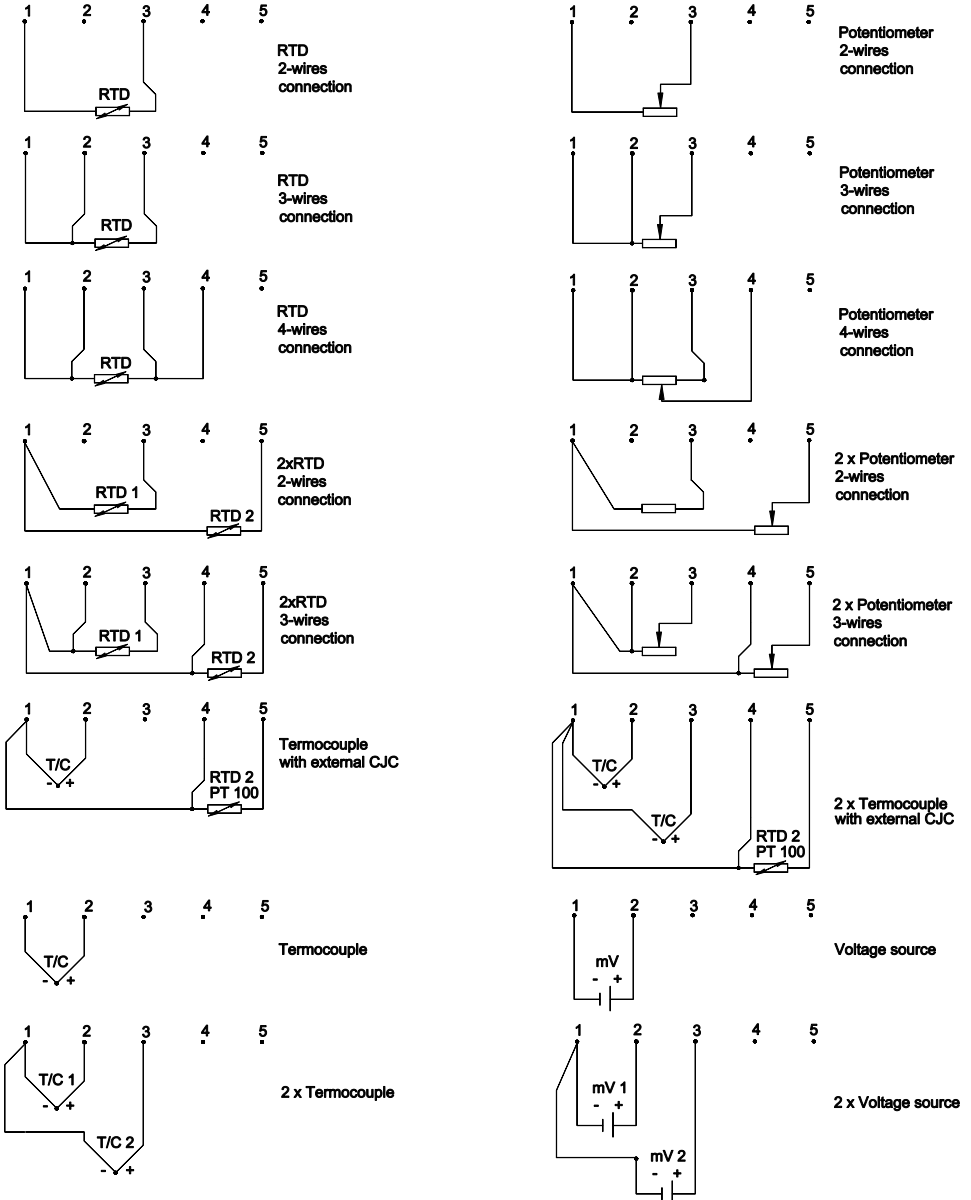 1 2 3 4 5
RTD
RTD
2-wires
connection
1 2 3 4 5
Potentiometer
2-wires
connection
1 2 3 4 5
RTD
RTD
3-wires
connection
1 2 3 4 5
Potentiometer
3-wires
connection
1 2 3 4 5
RTD
RTD
4-wires
connection
1 2 3 4 5
Potentiometer
4-wires
connection
1 2 3 4 5
RTD 1
RTD 2
2xRTD
2-wires
connection
1 2 3 4 5
2 x Potentiometer
2-wires
connection
1 2 3 4 5
RTD 1
RTD 2
2xRTD
3-wires
connection
1 2 3 4 5
2 x Potentiometer
3-wires
connection
1 2 3 4 5
T/C
- +
RTD 2
PT 100
Termocouple
with external CJC
1 2 3 4 5
T/C
- +
T/C
- +
RTD 2
PT 100
2 x Termocouple
with external CJC
1 2 3 4 5
T/C
- +
Termocouple
1 2 3 4 5
mV
- +
Voltage source
1 2 3 4 5
T/C 1
- +
T/C 2
- +
2 x Termocouple
1 2 3 4 5
mV 1
- +
mV 2
- +
2 x Voltage source